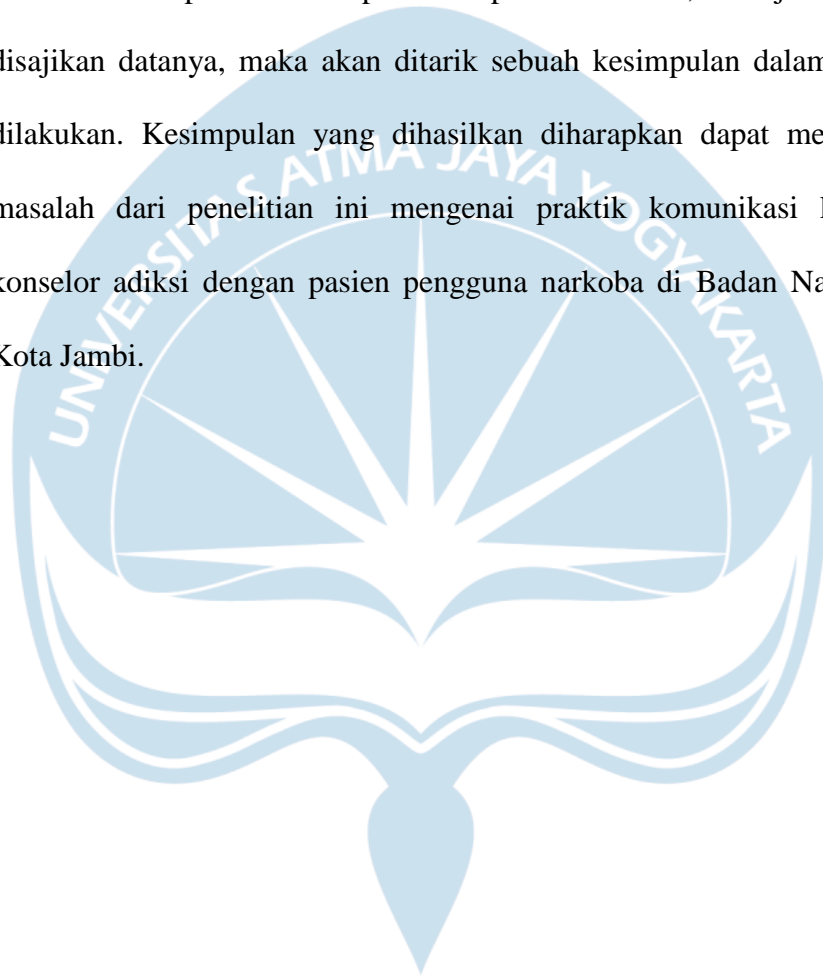 disajikan datanya, maka akan ditarik sebuah kesimpulan dalam
dilakukan. Kesimpulan yang dihasilkan diharapkan dapat me
masalah dari penelitian ini mengenai praktik komunikasi
konselor adiksi dengan pasien pengguna narkoba di Badan Na
Kota Jambi.
UNIVERSITAS ATMA JAYA YOGYAKARTA